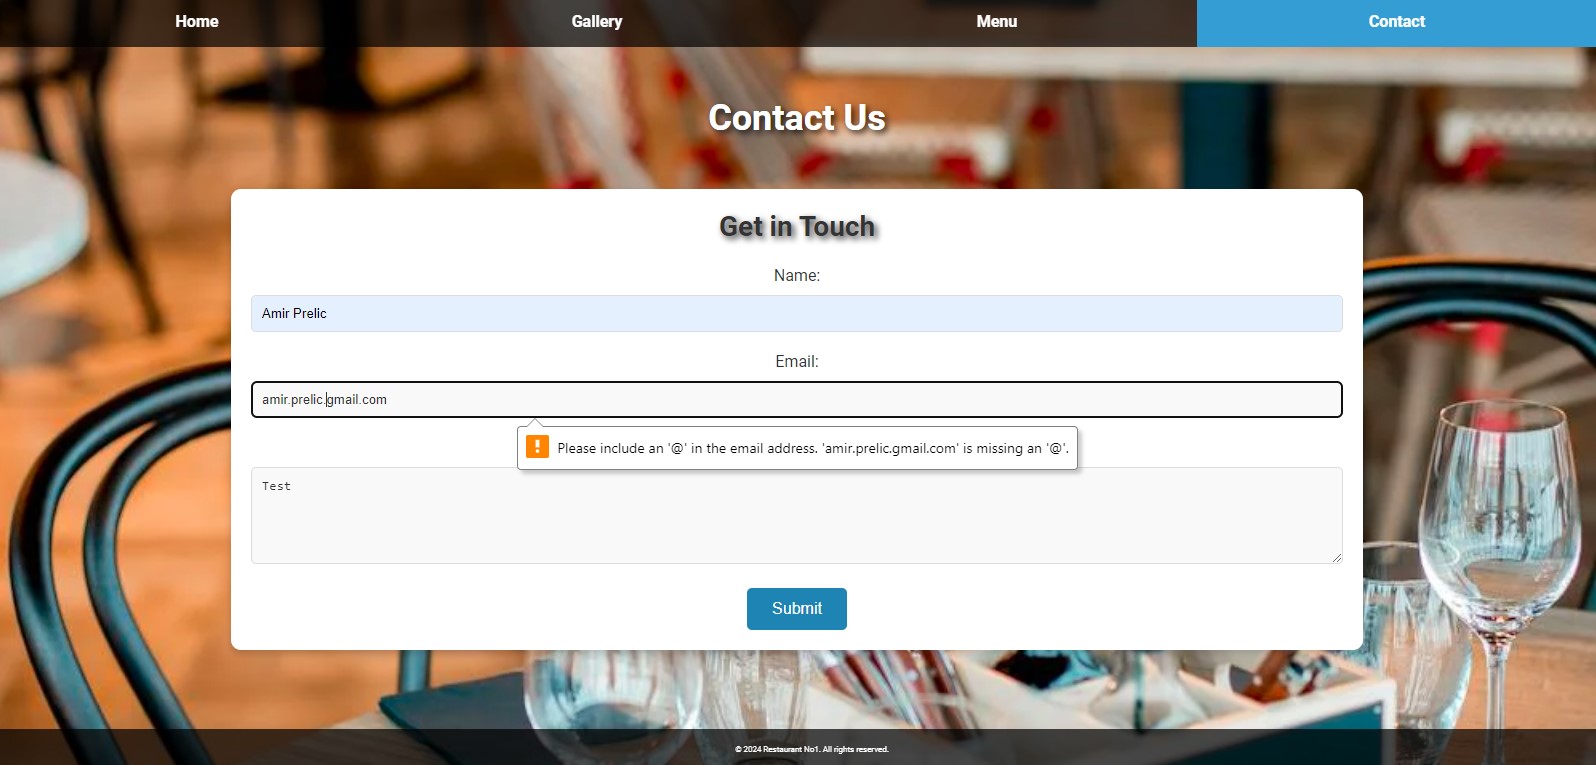 Home
Gallery
Menu
Contact
Contact Us
Get in Touch
Name:
Amir Prelic
Email:
amir.prelic.gmail.com
Please include an '@' in the email address. 'amir.prelic.gmail.com' is missing an '@'.
Test
Submit
© 2024 Restaurant No1. All rights reserved.